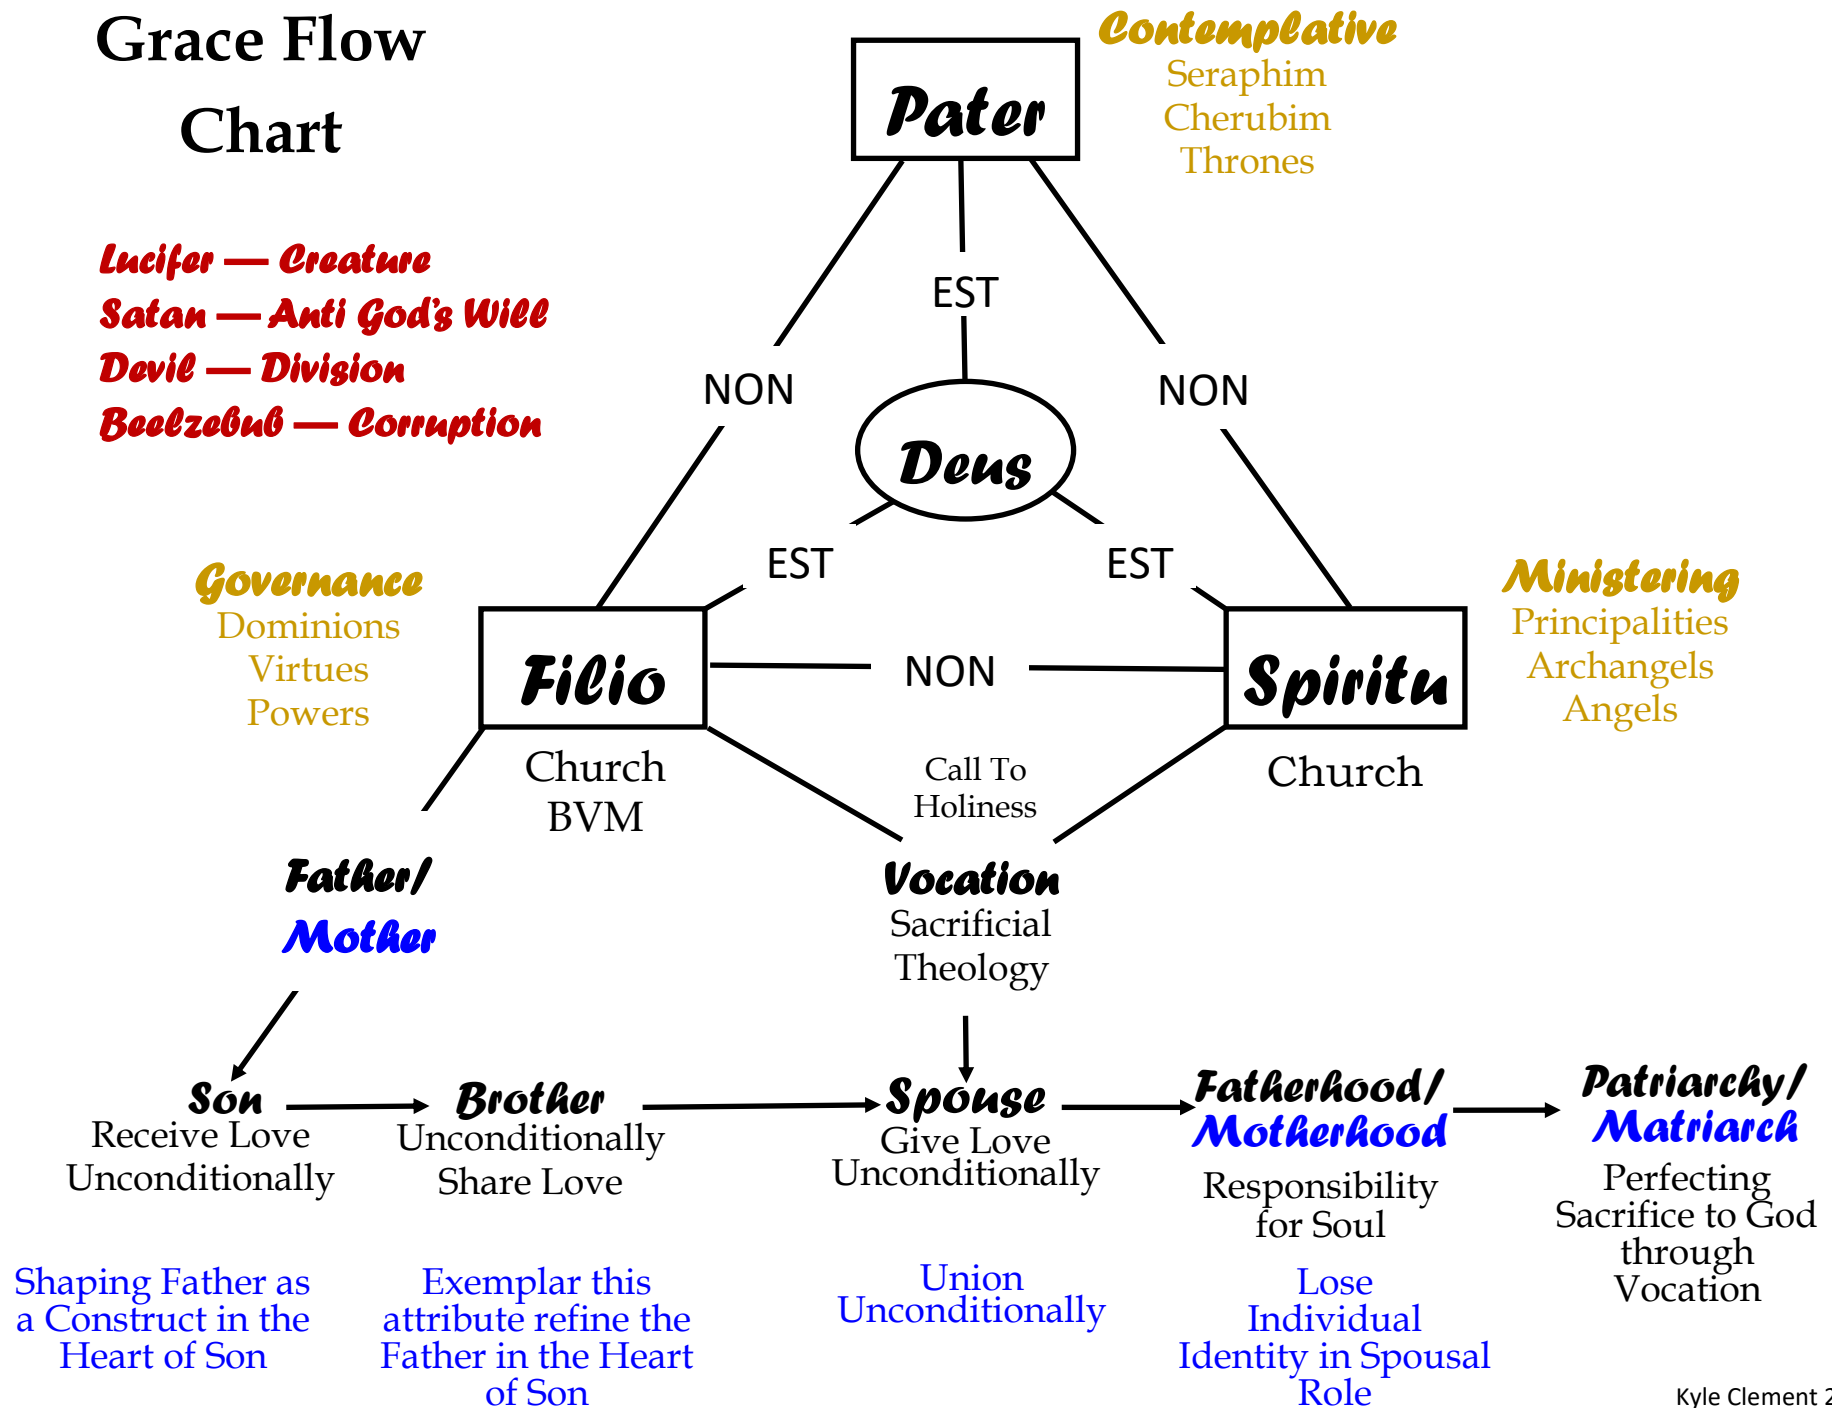 Grace Flow
Chart
Contemplative
Seraphim
Cherubim
Thrones
Pater
Lucifer — Creature
Satan — Anti God's Will
Devil — Division
Beelzebub — Corruption
EST
NON
NON
Deus
EST
EST
Governance
Dominions
Virtues
Powers
Ministering
Principalities
Archangels
Angels
Filio
NON
Spiritu
Church
BVM
Call To
Holiness
Church
Father/
Mother
Vocation
Sacrificial
Theology
Son
Receive Love
Unconditionally
Brother
Unconditionally
Share Love
Spouse
Give Love
Unconditionally
Fatherhood/
Motherhood
Responsibility
for Soul
Patriarchy/
Matriarch
Perfecting
Sacrifice to God
through
Vocation
Shaping Father as
a Construct in the
Heart of Son
Exemplar this
attribute refine the
Father in the Heart
of Son
Union
Unconditionally
Lose
Individual
Identity in Spousal
Role
Kyle Clement 2